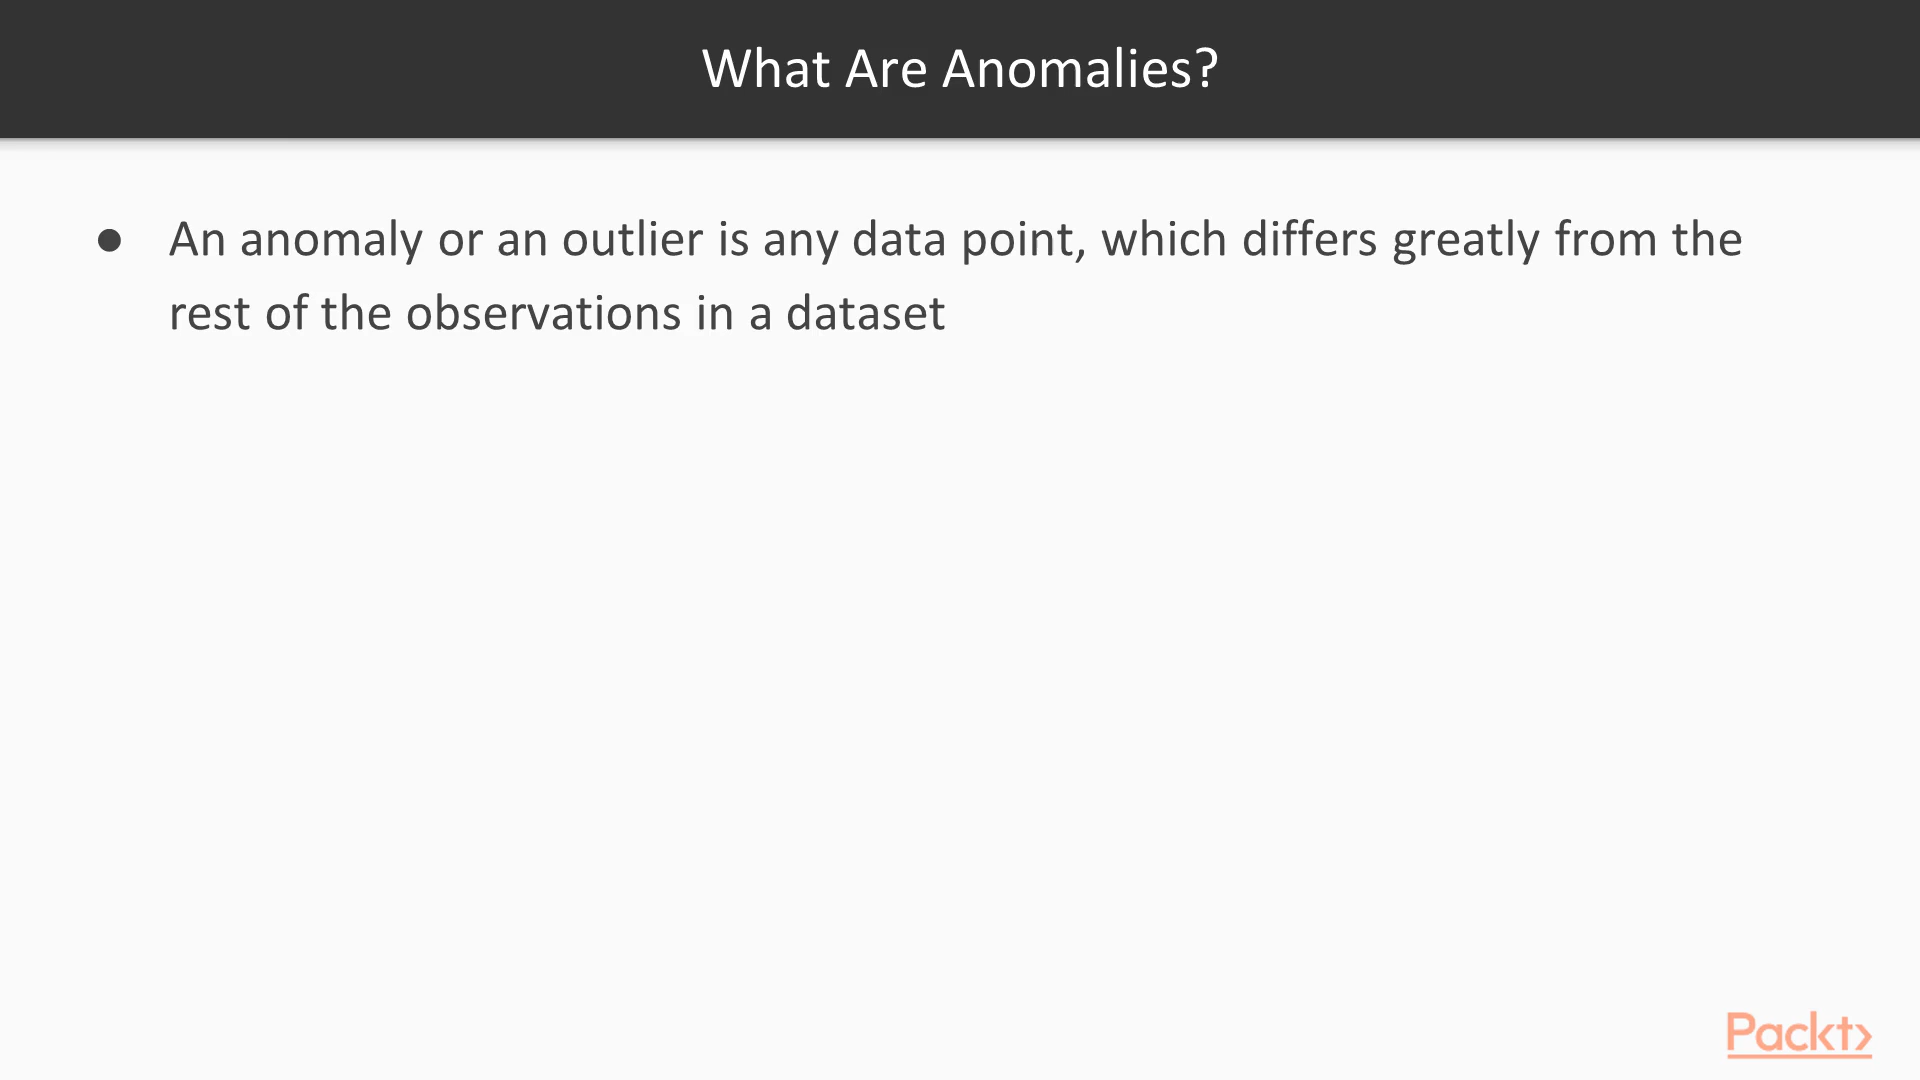 What Are Anomalies?
● An anomaly or an outlier is any data point, which differs greatly from the
rest of the observations in a dataset
Packt>